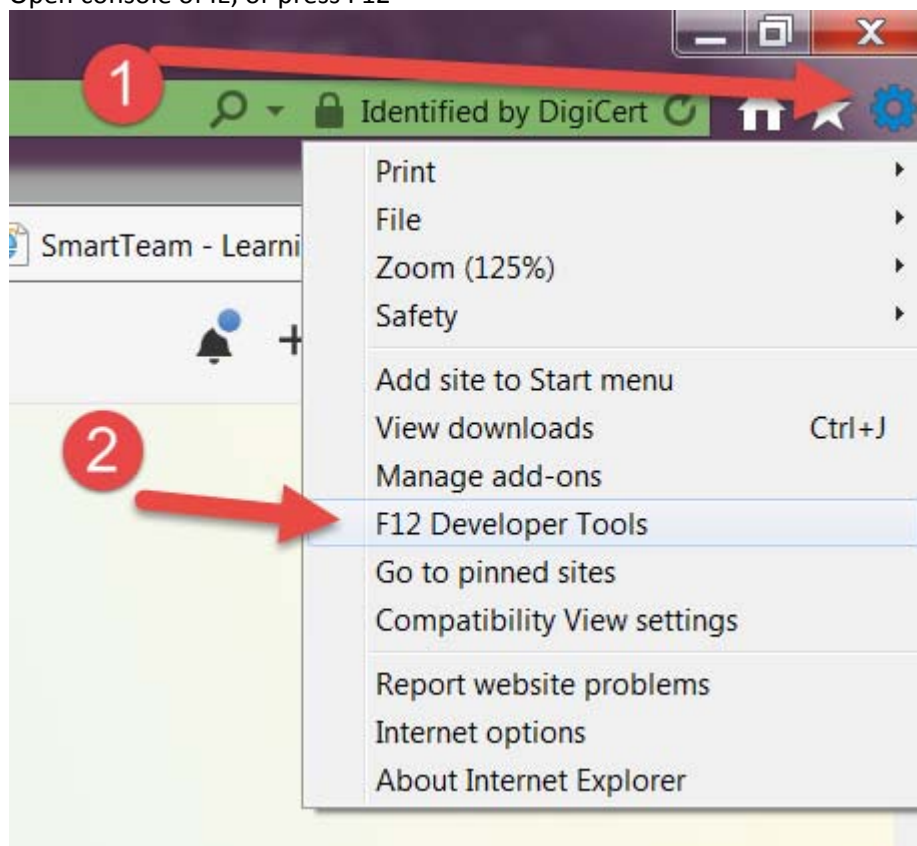 Open console of IE, or press F12
1
Identified by DigiCert
Print
File
SmartTeam - Learni
Zoom (125%)
Safety
Add site to Start menu
View downloads Ctrl+J
2
Manage add-ons
F12 Developer Tools
Go to pinned sites
Compatibility View settings
Report website problems
Internet options
About Internet Explorer